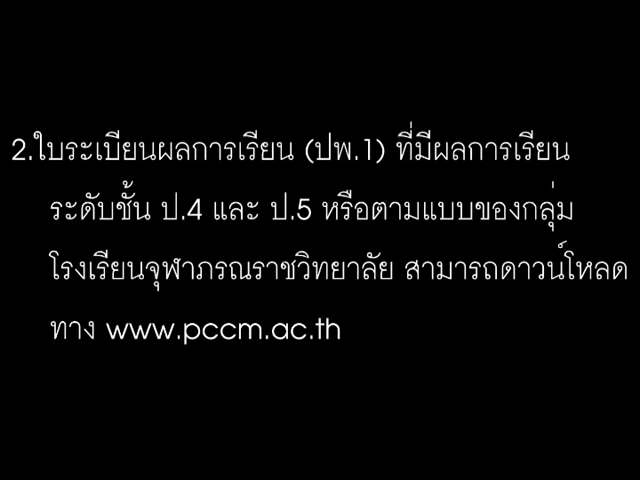 2.ใบระเบียนผลการเรียน (ปพ.1) ที่มีผลการเรียน
ระดับชั้น ป.4 และ ป.5 หรือตามแบบของกลุ่ม
โรงเรียนจุฬาภรณราชวิทยาลัย สามารถดาวน์โหลด
ทาง www.pccm.ac.th